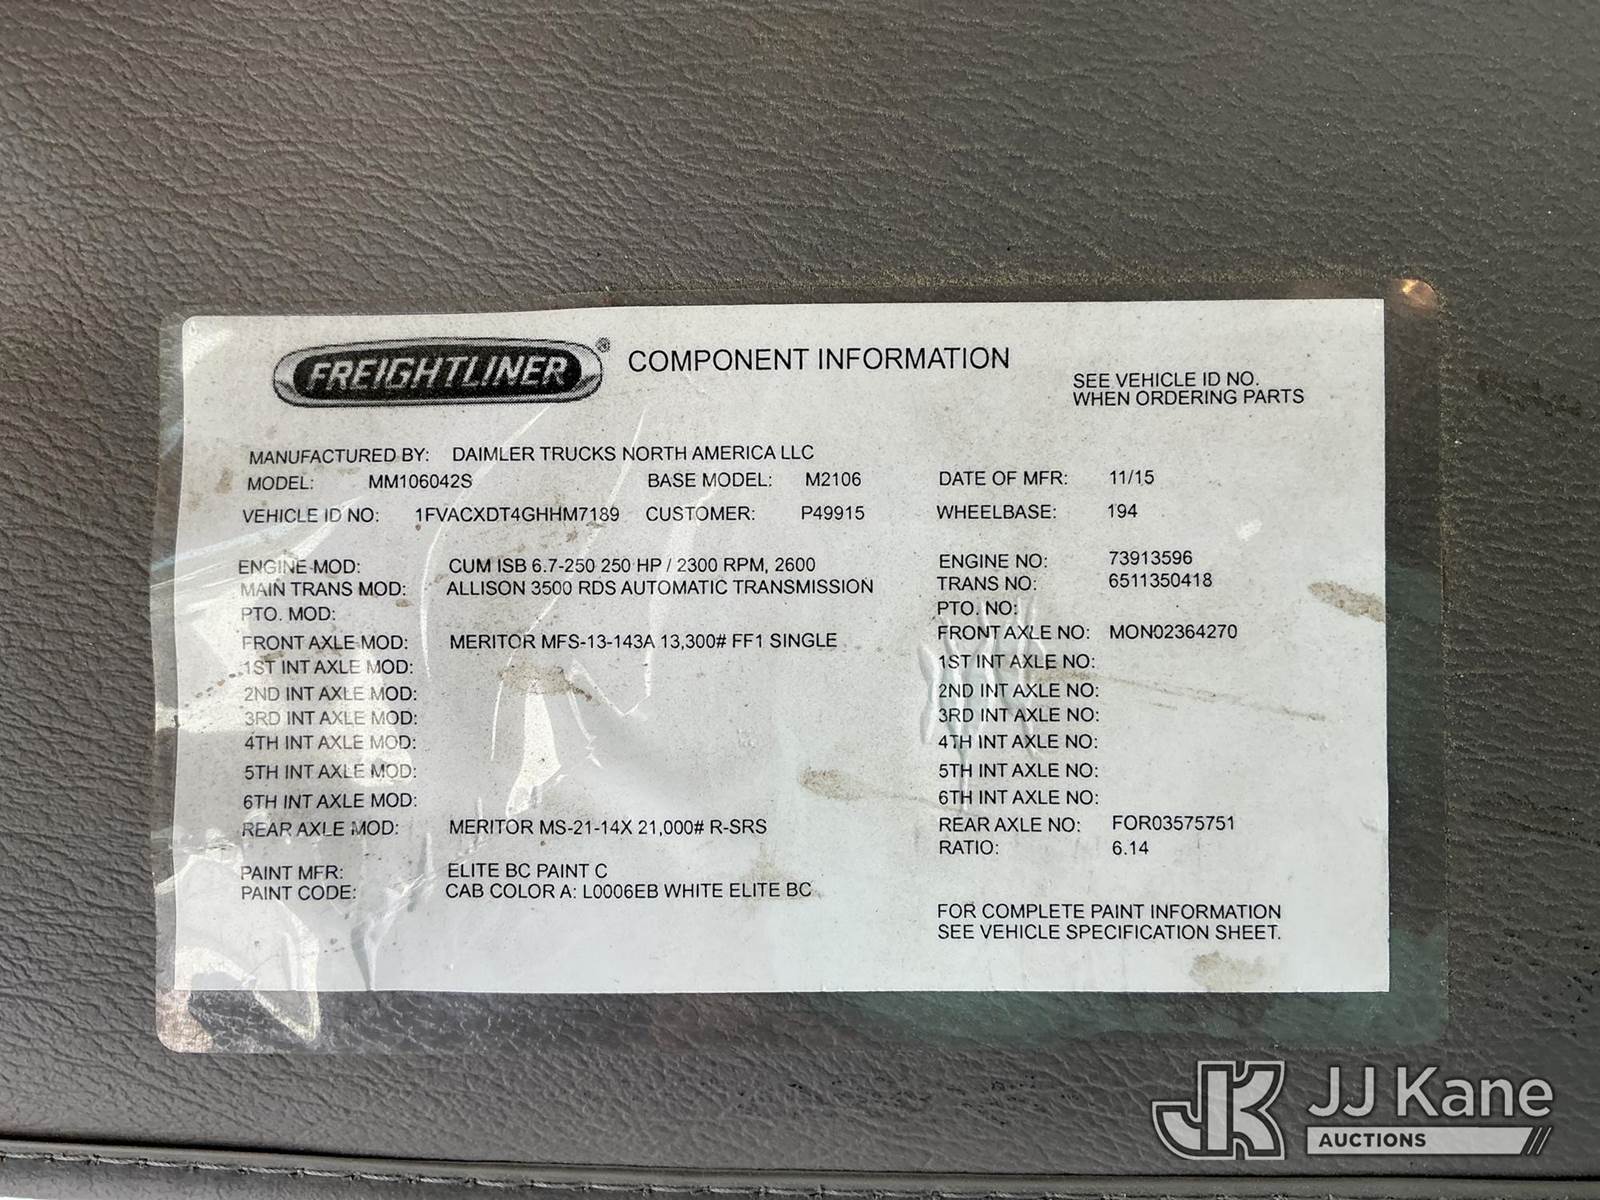 FREIGHTLINER® COMPONENT INFORMATION
SEE VEHICLE ID NO.
WHEN ORDERING PARTS
MANUFACTURED BY: DAIMLER TRUCKS NORTH AMERICA LLC
MODEL: MM106042S BASE MODEL: M2106 DATE OF MFR: 11/15
VEHICLE ID NO: 1FVACXDT4GHHM7189 CUSTOMER: P49915 WHEELBASE: 194
ENGINE MOD: CUM ISB 6.7-250 250 HP / 2300 RPM, 2600 ENGINE NO: 73913596
MAIN TRANS MOD: ALLISON 3500 RDS AUTOMATIC TRANSMISSION TRANS NO: 6511350418
PTO. MOD: PTO. NO:
FRONT AXLE MOD: MERITOR MFS-13-143A 13,300# FF1 SINGLE FRONT AXLE NO: MON02364270
1ST INT AXLE MOD: 1ST INT AXLE NO:
2ND INT AXLE MOD: 2ND INT AXLE NO:
3RD INT AXLE MOD: 3RD INT AXLE NO:
4TH INT AXLE MOD: 4TH INT AXLE NO:
5TH INT AXLE MOD: 5TH INT AXLE NO:
6TH INT AXLE MOD: 6TH INT AXLE NO:
REAR AXLE MOD: MERITOR MS-21-14X 21,000# R-SRS REAR AXLE NO: FOR03575751
RATIO: 6.14
PAINT MFR: ELITE BC PAINT C
PAINT CODE: CAB COLOR A: L0006EB WHITE ELITE BC
FOR COMPLETE PAINT INFORMATION
SEE VEHICLE SPECIFICATION SHEET.
JK JJ Kane
AUCTIONS